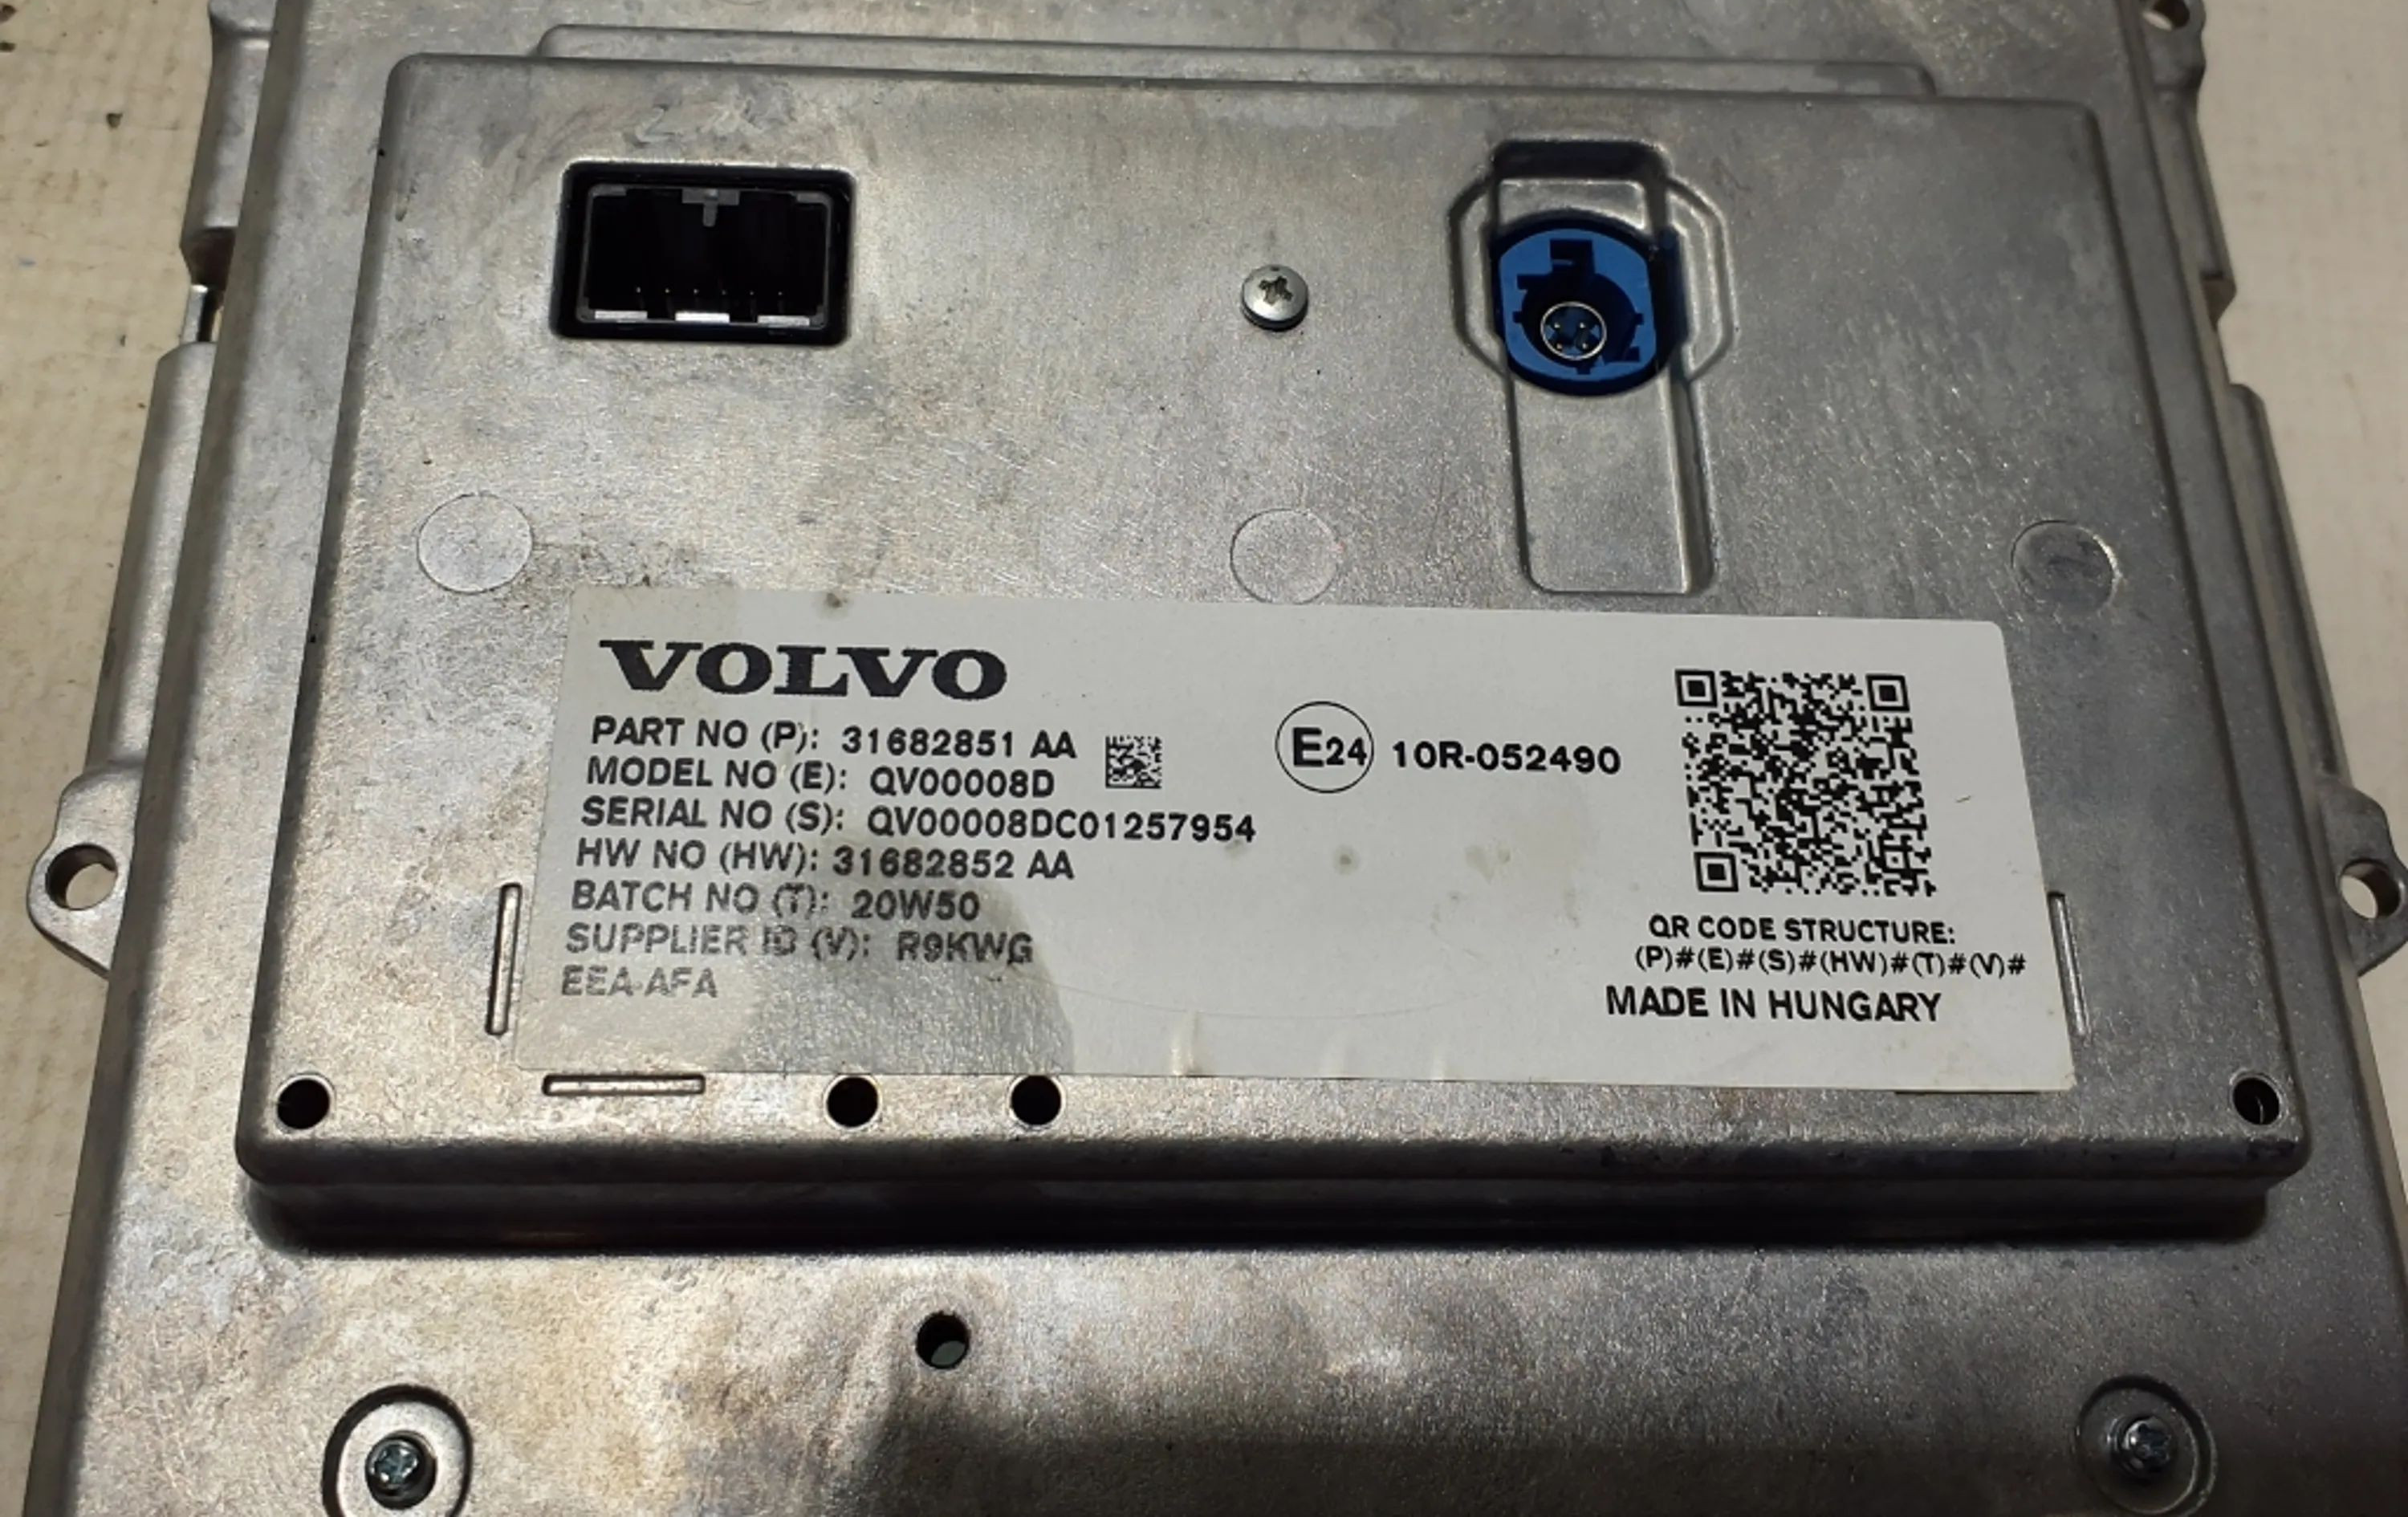 VOLVO
PART NO (P): 31682851 AA
MODEL NO (E): QV00008D
SERIAL NO (S): QV00008DC01257954
HW NO (HW): 31682852 AA
BATCH NO (T): 20W50
SUPPLIER ID (V): R9KWG
EEA-AFA
E24 10R-052490
QR CODE STRUCTURE:
(P)#(E)#(S)#(HW)#(T)#(V)#
MADE IN HUNGARY